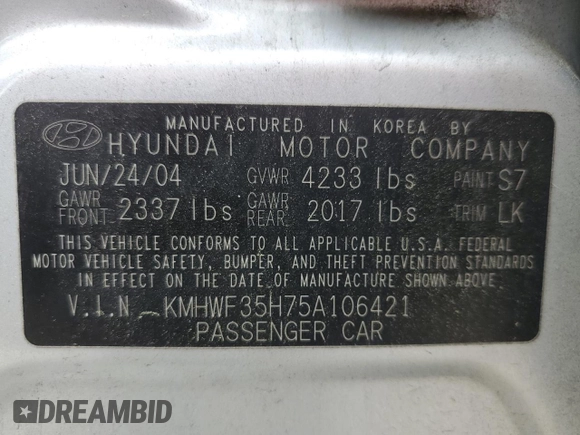 MANUFACTURED IN KOREA BY
HYUNDAI MOTOR COMPANY
JUN/24/04 GVWR 4233 lbs PAINT S7
GAWR FRONT 2337 lbs GAWR REAR 2017 lbs TRIM LK
THIS VEHICLE CONFORMS TO ALL APPLICABLE U.S.A. FEDERAL
MOTOR VEHICLE SAFETY, BUMPER, AND THEFT PREVENTION STANDARDS
IN EFFECT ON THE DATE OF MANUFACTURE SHOWN ABOVE.
V.I.N - KMHWF35H75A106421
PASSENGER CAR
DREAMBID